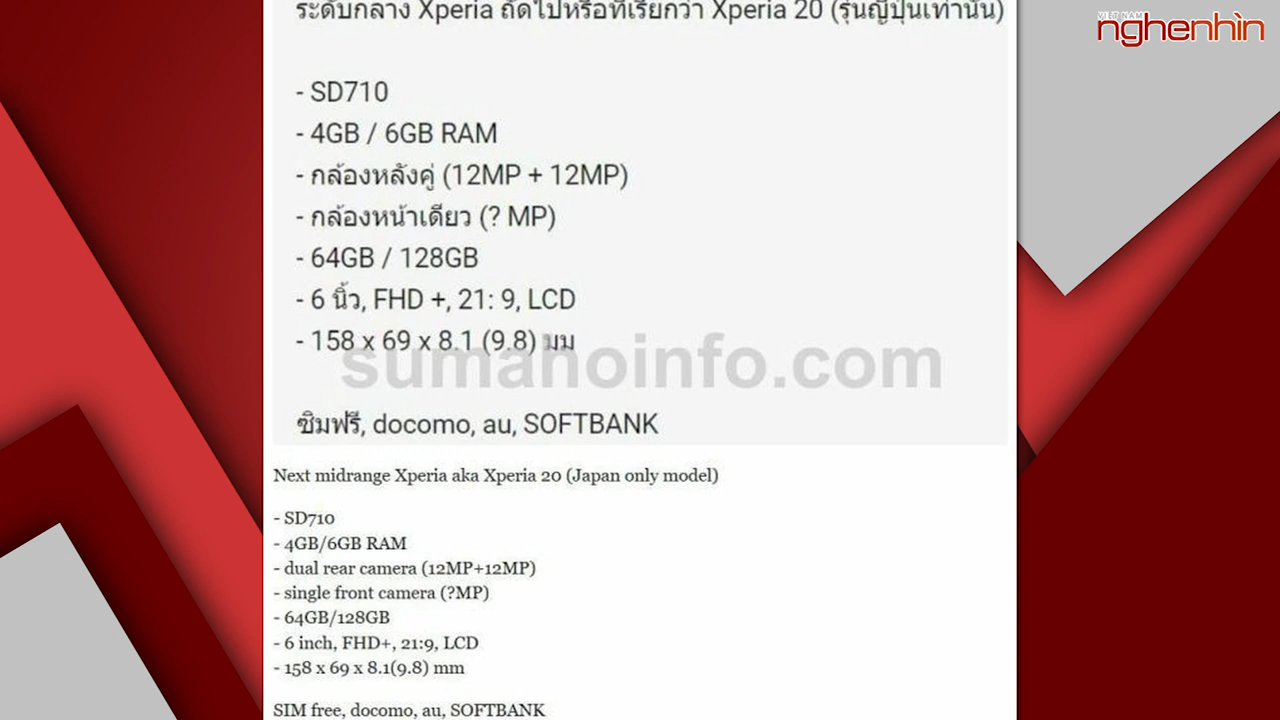 ระดับกลาง Xperia ถัดไปหรือที่เรียกว่า Xperia 20 (รุ่นญี่ปุ่นเท่านั้น)
VIET NAM
nghenhìn
- SD710
- 4GB / 6GB RAM
- กล้องหลังคู่ (12MP + 12MP)
- กล้องหน้าเดียว (? MP)
- 64GB / 128GB
- 6 นิ้ว, FHD +, 21: 9, LCD
- 158 x 69 x 8.1 (9.8) มม
sumahoinfo.com
ซิมฟรี, docomo, au, SOFTBANK
Next midrange Xperia aka Xperia 20 (Japan only model)
- SD710
- 4GB/6GB RAM
- dual rear camera (12MP+12MP)
- single front camera (?MP)
- 64GB/128GB
- 6 inch, FHD+, 21:9, LCD
- 158 x 69 x 8.1(9.8) mm
SIM free, docomo, au, SOFTBANK